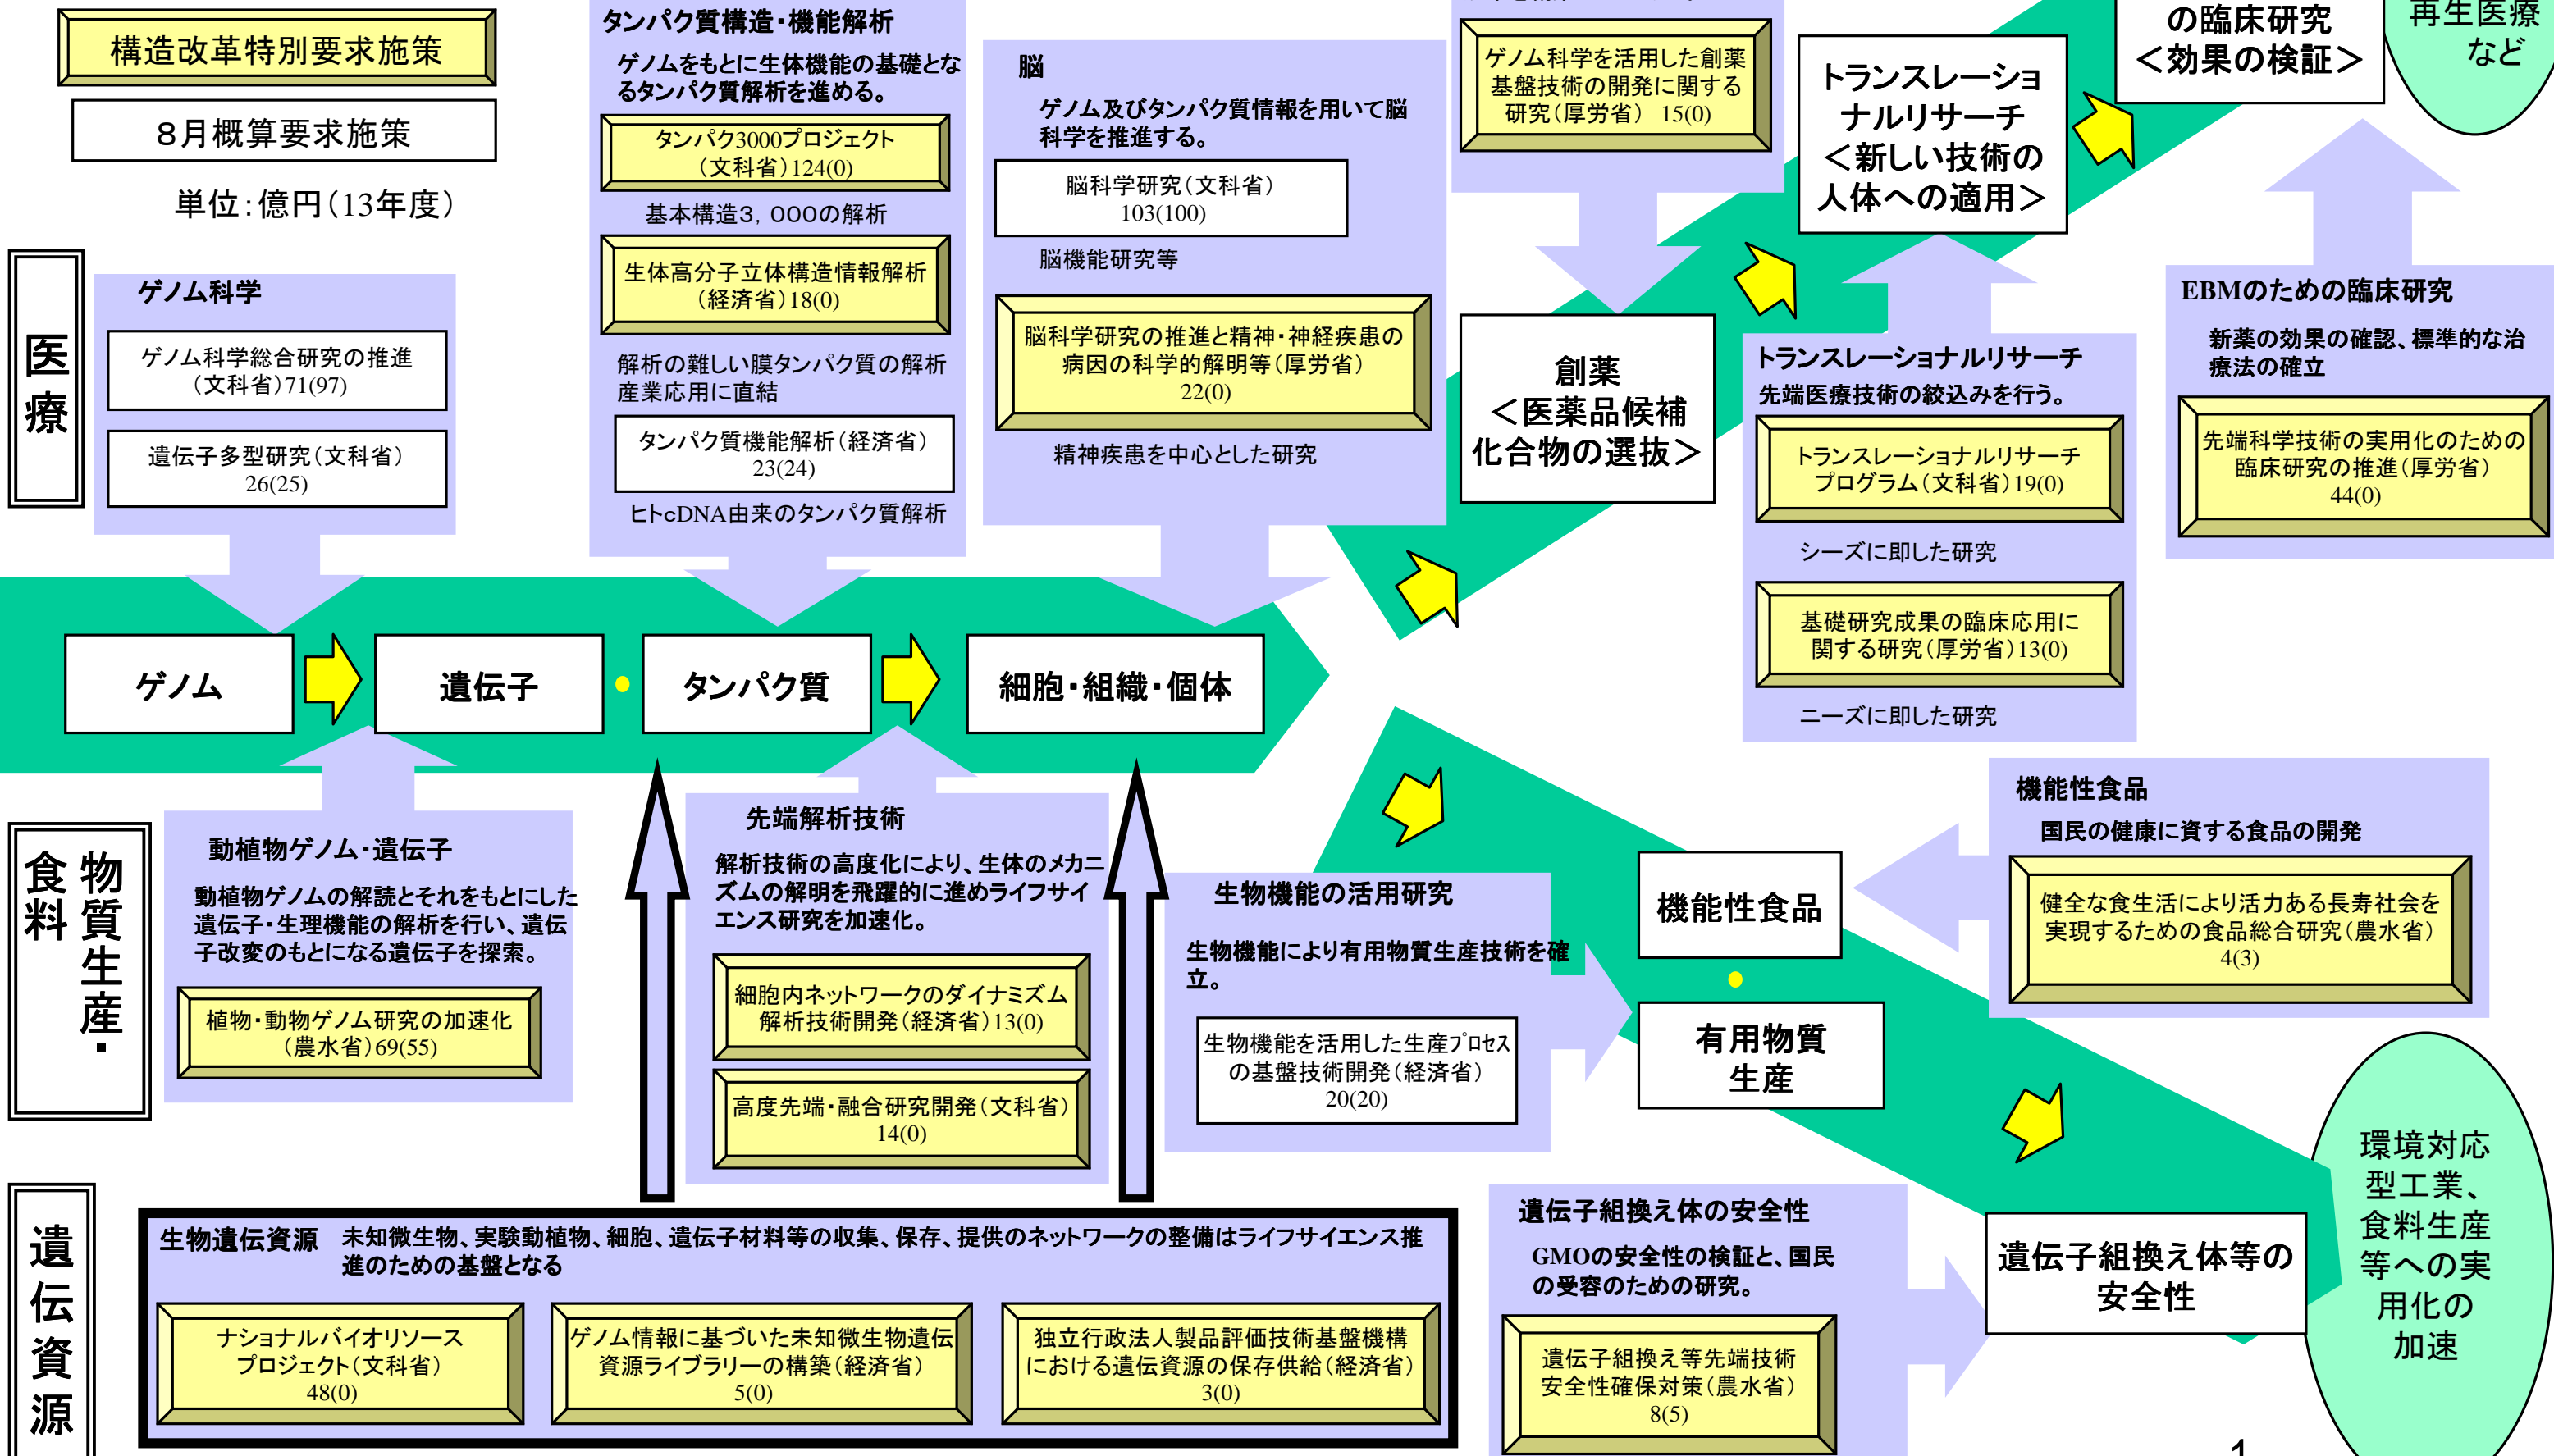 構造改革特別要求施策
8月概算要求施策
単位：億円（13年度）
医療
ゲノム科学
ゲノム科学総合研究の推進
（文科省）71(97)
遺伝子多型研究（文科省）
26(25)
タンパク質構造・機能解析
ゲノムをもとに生体機能の基礎とな
るタンパク質解析を進める。
タンパク3000プロジェクト
（文科省）124(0)
基本構造3，000の解析
生体高分子立体構造情報解析
（経済省）18(0)
解析の難しい膜タンパク質の解析
産業応用に直結
タンパク質機能解析（経済省）
23(24)
ヒトcDNA由来のタンパク質解析
脳
ゲノム及びタンパク質情報を用いて脳
科学を推進する。
脳科学研究（文科省）
103(100)
脳機能研究等
脳科学研究の推進と精神・神経疾患の
病因の科学的解明等（厚労省）
22(0)
精神疾患を中心とした研究
ゲノム科学を活用した創薬
基盤技術の開発に関する
研究（厚労省） 15(0)
創薬
＜医薬品候補
化合物の選抜＞
トランスレーショ
ナルリサーチ
＜新しい技術の
人体への適用＞
の臨床研究
＜効果の検証＞
再生医療
など
トランスレーショナルリサーチ
先端医療技術の絞込みを行う。
トランスレーショナルリサーチ
プログラム（文科省）19(0)
シーズに即した研究
基礎研究成果の臨床応用に
関する研究（厚労省）13(0)
ニーズに即した研究
EBMのための臨床研究
新薬の効果の確認、標準的な治
療法の確立
先端科学技術の実用化のための
臨床研究の推進（厚労省）
44(0)
ゲノム
遺伝子
・
タンパク質
細胞・組織・個体
物質生産・
食料
動植物ゲノム・遺伝子
動植物ゲノムの解読とそれをもとにした
遺伝子・生理機能の解析を行い、遺伝
子改変のもとになる遺伝子を探索。
植物・動物ゲノム研究の加速化
（農水省）69(55)
先端解析技術
解析技術の高度化により、生体のメカニ
ズムの解明を飛躍的に進めライフサイ
エンス研究を加速化。
細胞内ネットワークのダイナミズム
解析技術開発（経済省）13(0)
高度先端・融合研究開発（文科省）
14(0)
生物機能の活用研究
生物機能により有用物質生産技術を確
立。
生物機能を活用した生産ﾌﾟﾛｾｽ
の基盤技術開発（経済省）
20(20)
機能性食品
・
有用物質
生産
機能性食品
国民の健康に資する食品の開発
健全な食生活により活力ある長寿社会を
実現するための食品総合研究（農水省）
4(3)
遺伝資源
生物遺伝資源 未知微生物、実験動植物、細胞、遺伝子材料等の収集、保存、提供のネットワークの整備はライフサイエンス推
進のための基盤となる
ナショナルバイオリソース
プロジェクト（文科省）
48(0)
ゲノム情報に基づいた未知微生物遺伝
資源ライブラリーの構築（経済省）
5(0)
独立行政法人製品評価技術基盤機構
における遺伝資源の保存供給（経済省）
3(0)
遺伝子組換え体の安全性
GMOの安全性の検証と、国民
の受容のための研究。
遺伝子組換え等先端技術
安全性確保対策（農水省）
8(5)
遺伝子組換え体等の
安全性
環境対応
型工業、
食料生産
等への実
用化の
加速
1